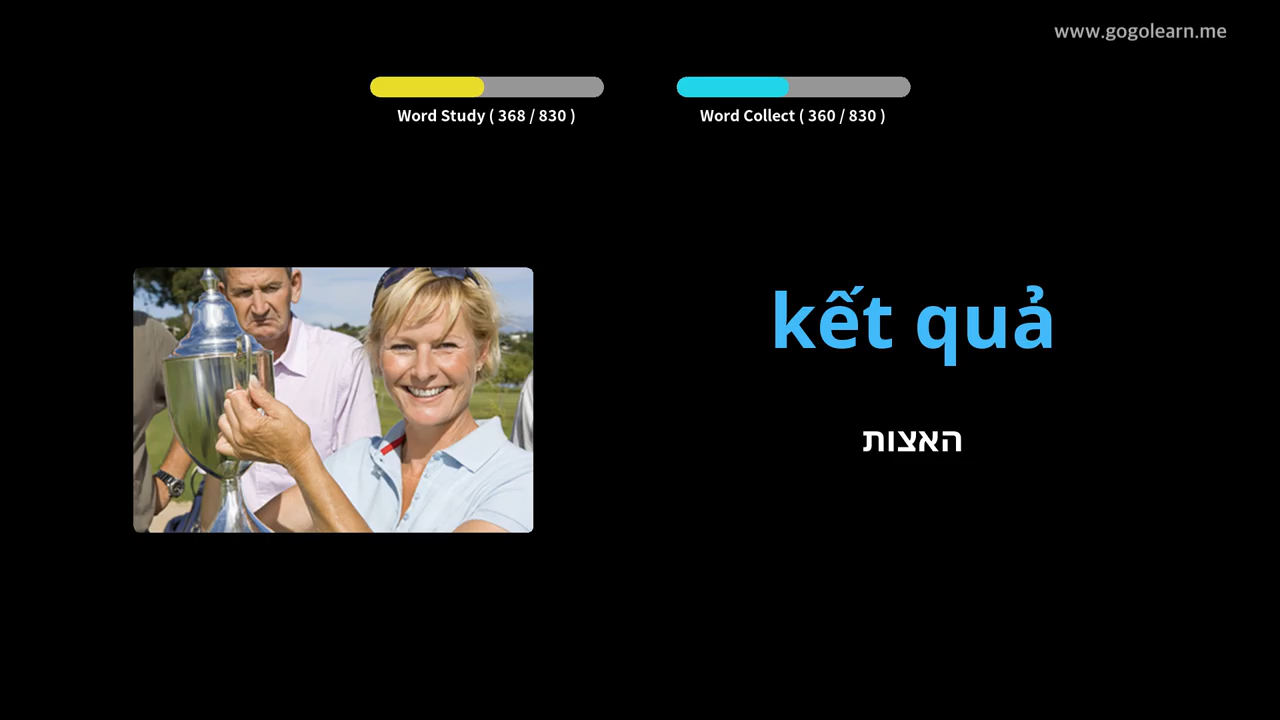 www.gogolearn.me
Word Study ( 368 / 830 )
Word Collect ( 360 / 830 )
kết quả
האצות